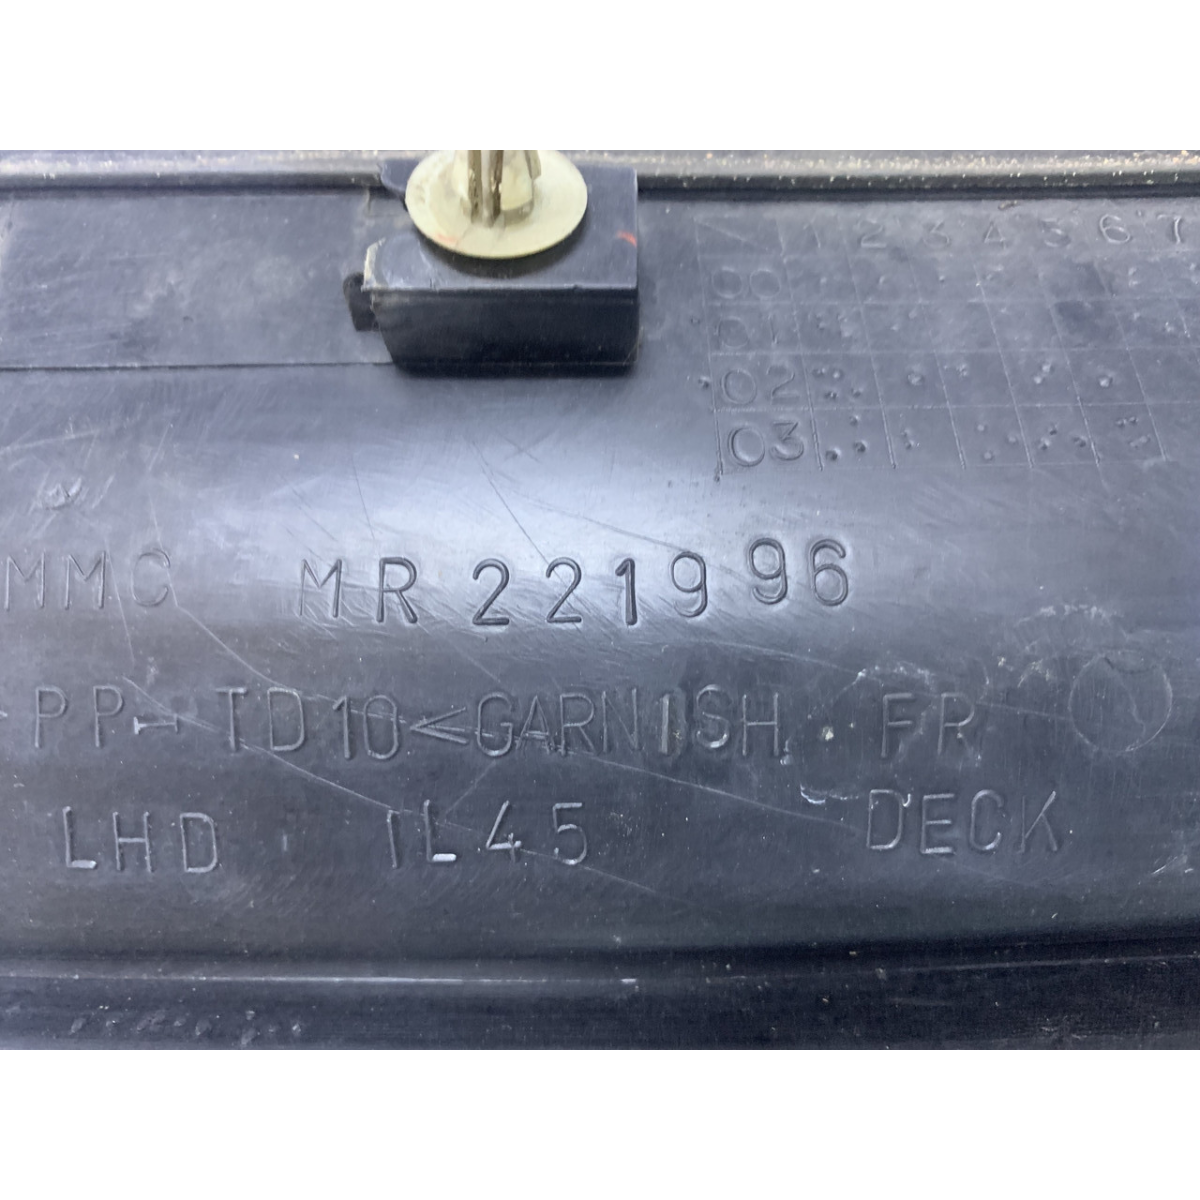 1 2 3 4 5 6 7
00
01
02
03
MMC MR221996
PP-TD10< GARNISH. FR
LHD IL45 DECK